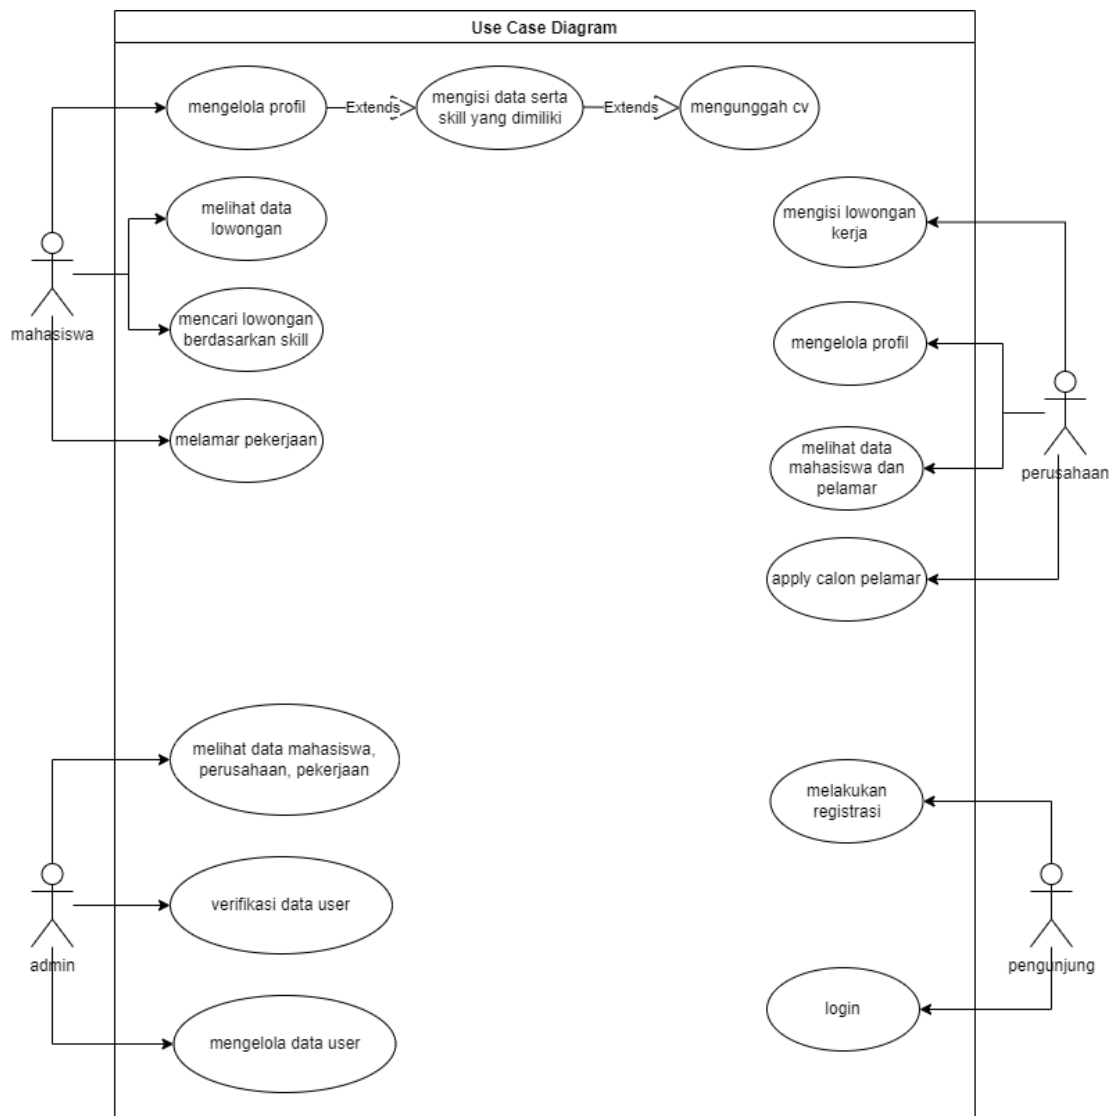 Use Case Diagram
mengelola profil
Extends
mengisi data serta
skill yang dimiliki
Extends
mengunggah cv
melihat data
lowongan
mengisi lowongan
kerja
mahasiswa
mencari lowongan
berdasarkan skill
mengelola profil
melamar pekerjaan
melihat data
mahasiswa dan
pelamar
perusahaan
apply calon pelamar
melihat data mahasiswa,
perusahaan, pekerjaan
melakukan
registrasi
verifikasi data user
admin
pengunjung
login
mengelola data user